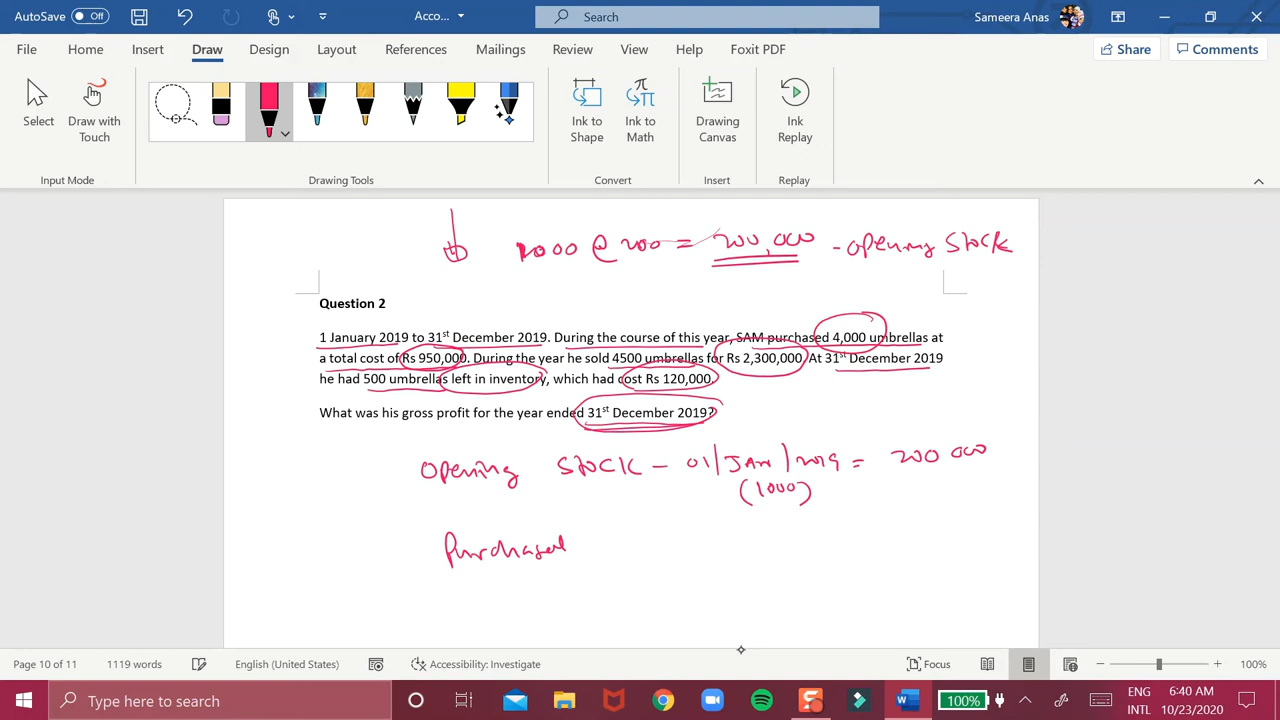 AutoSave Off Acco... Search Sameera Anas
File Home Insert Draw Design Layout References Mailings Review View Help Foxit PDF Share Comments
Select Draw with Touch Ink to Shape Ink to Math Drawing Canvas Ink Replay
Input Mode Drawing Tools Convert Insert Replay
1000 @ 200 = 200,000 - opening Stock
Question 2
1 January 2019 to 31st December 2019. During the course of this year, SAM purchased 4,000 umbrellas at
a total cost of Rs 950,000. During the year he sold 4500 umbrellas for Rs 2,300,000. At 31st December 2019
he had 500 umbrellas left in inventory, which had cost Rs 120,000.
What was his gross profit for the year ended 31st December 2019?
Opening Stock - 01/JAN/2019 = 200 000
(1000)
Purchased
Page 10 of 11 1119 words English (United States) Accessibility: Investigate Focus 100%
Type here to search 100% ENG INTL 6:40 AM 10/23/2020